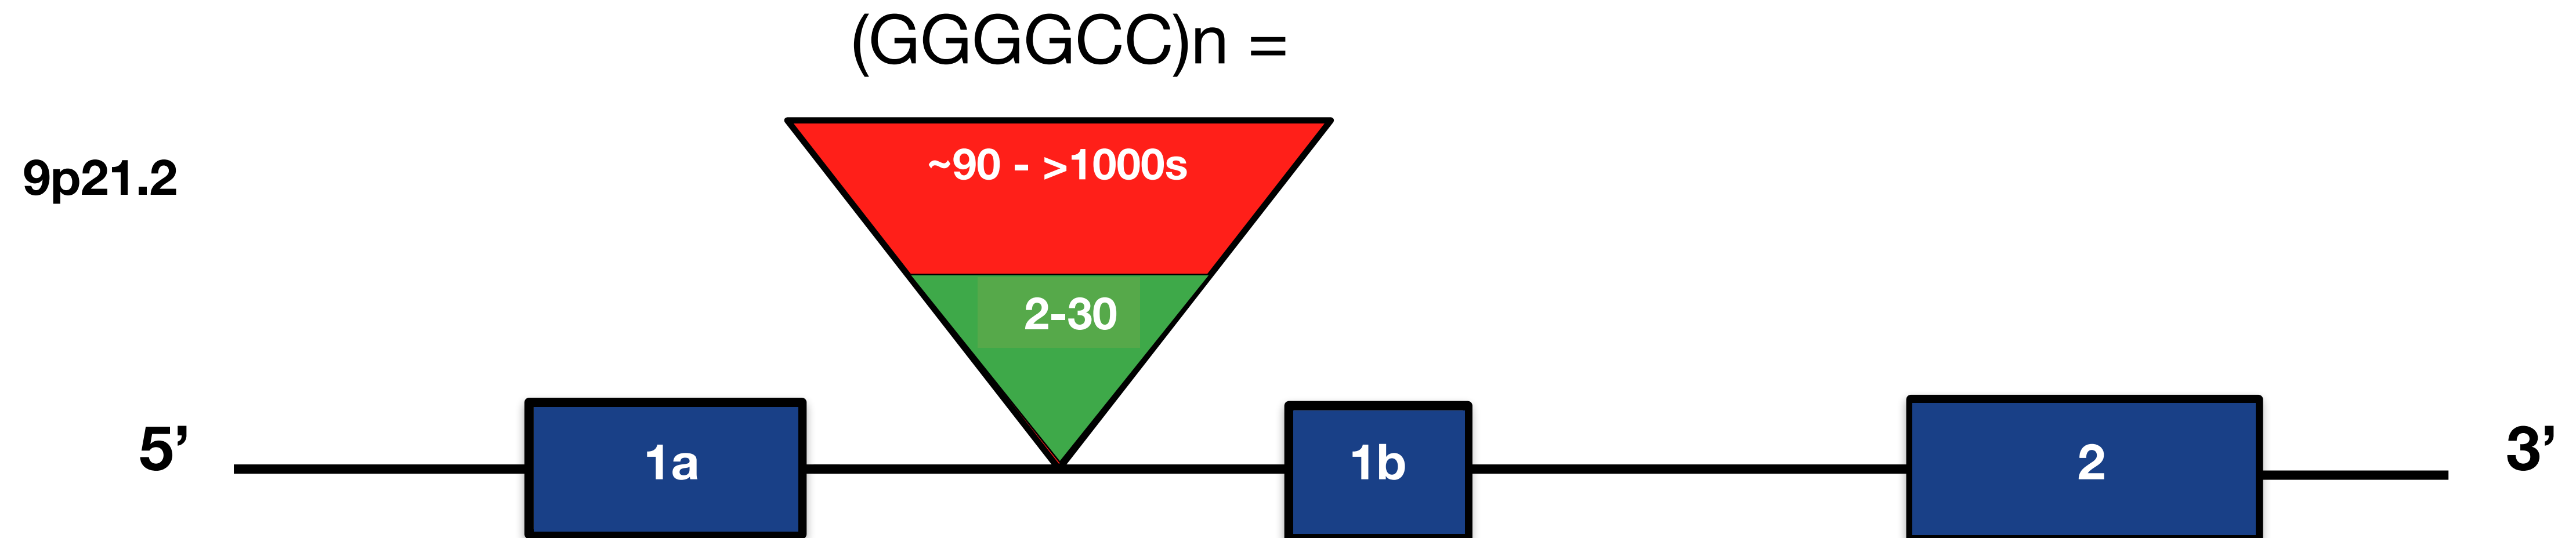 (GGGGCC)n =
~90 - >1000s
9p21.2
2-30
5’
1a
1b
2
3’